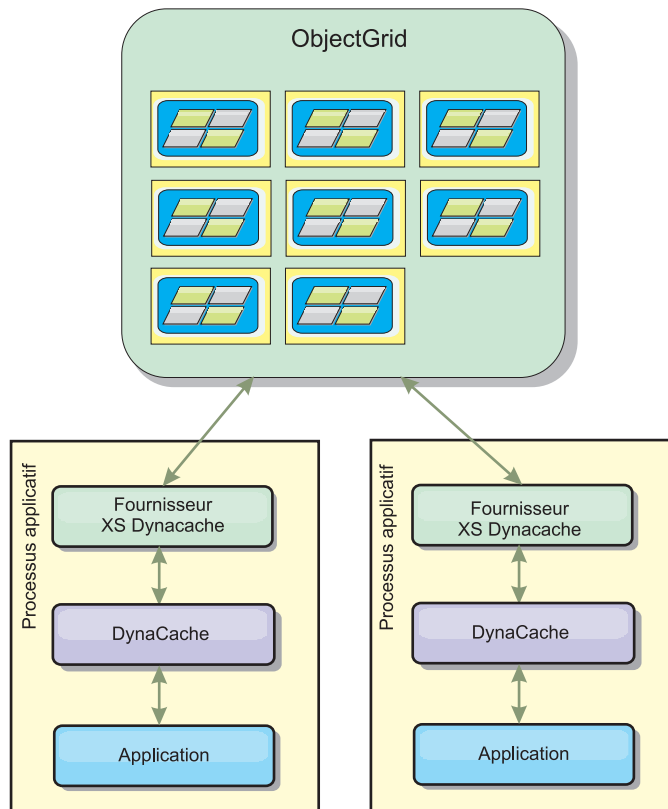 ObjectGrid
Processus applicatif
Fournisseur
XS Dynacache
DynaCache
Application
Processus applicatif
Fournisseur
XS Dynacache
DynaCache
Application